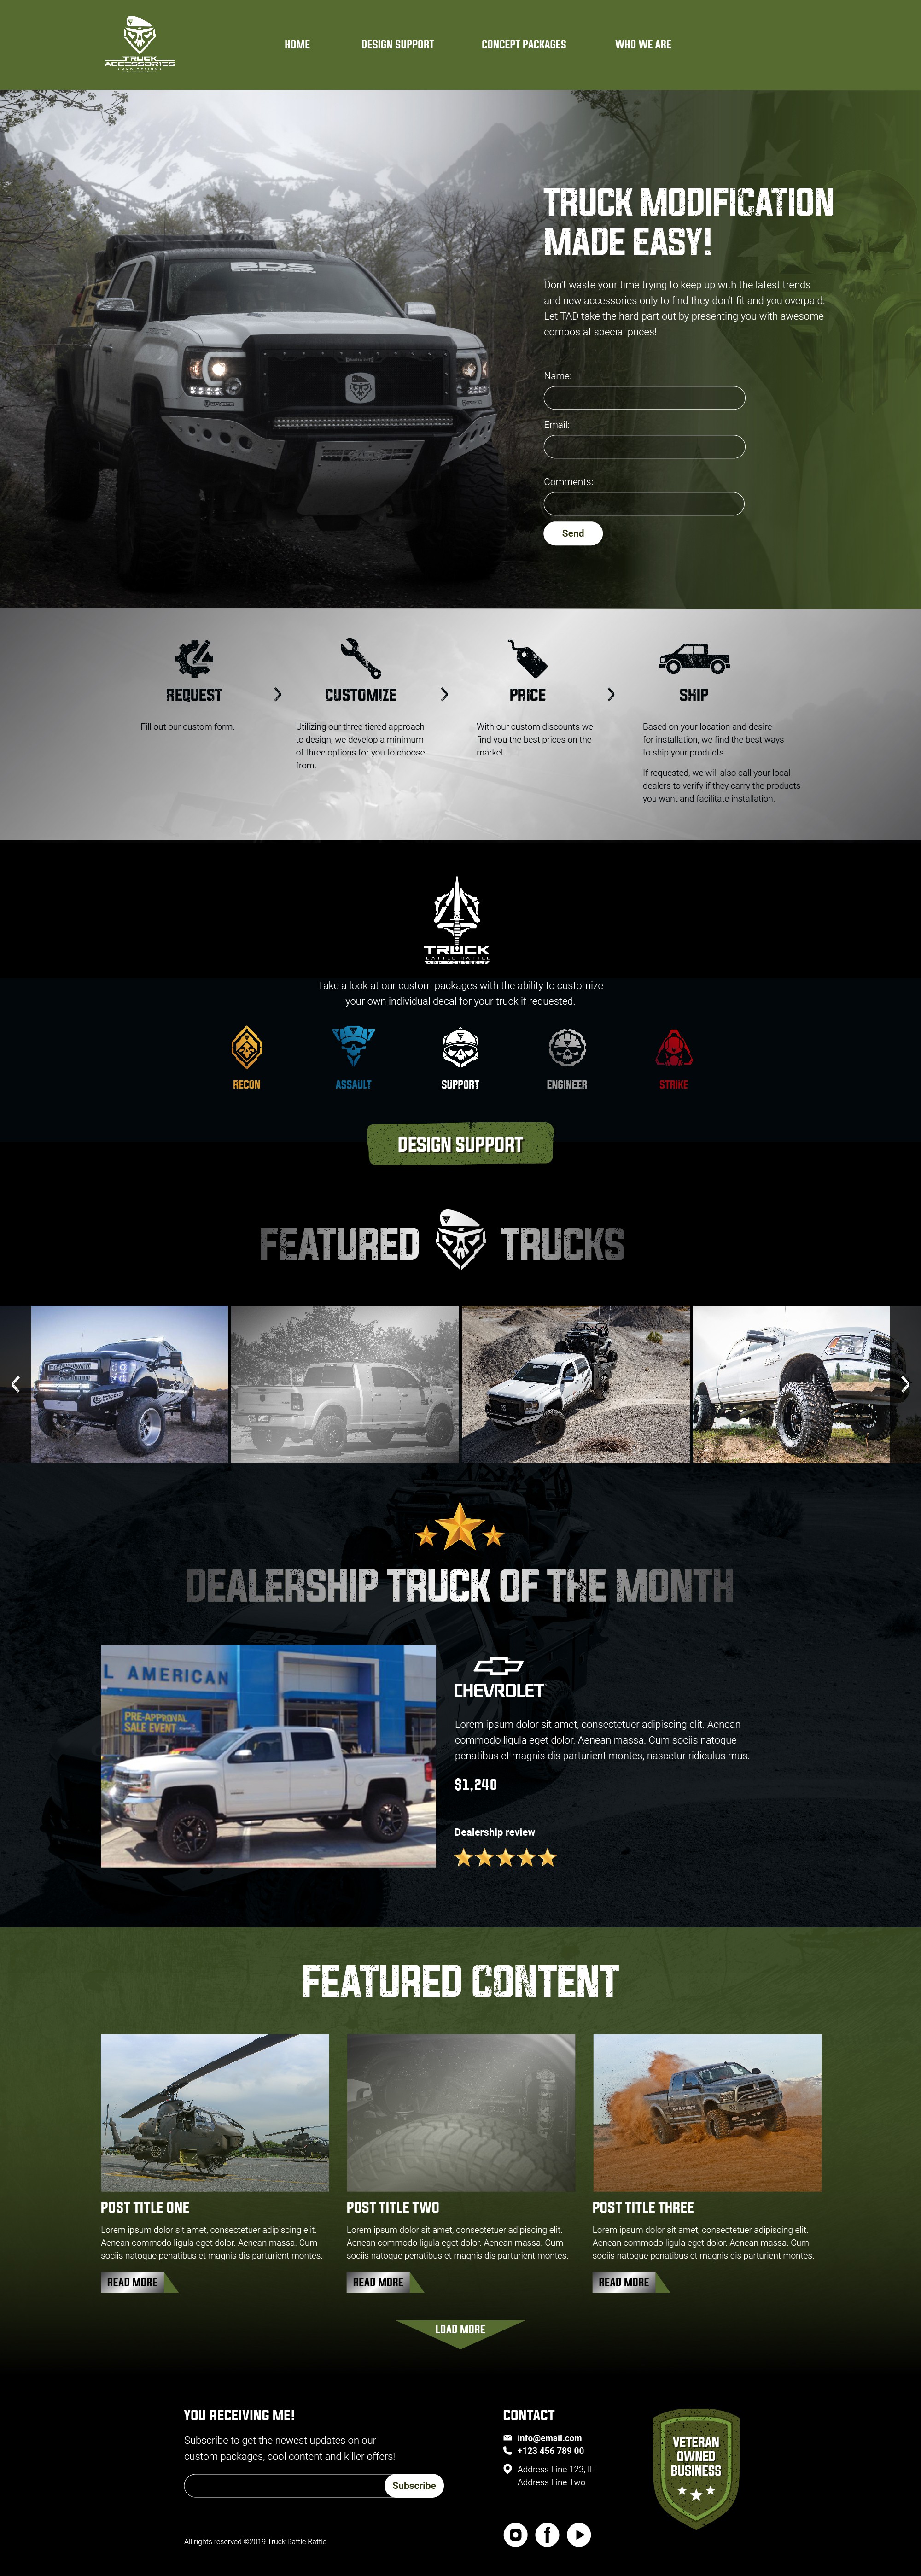 TRUCK
ACCESSORIES
AND DESIGN
HOME
DESIGN SUPPORT
CONCEPT PACKAGES
WHO WE ARE
BDS
SUSPENSION
TRUCK MODIFICATION
MADE EASY!
Don't waste your time trying to keep up with the latest trends
and new accessories only to find they don't fit and you overpaid.
Let TAD take the hard part out by presenting you with awesome
combos at special prices!
Name:
Email:
Comments:
Send
REQUEST
Fill out our custom form.
CUSTOMIZE
Utilizing our three tiered approach
to design, we develop a minimum
of three options for you to choose
from.
PRICE
With our custom discounts we
find you the best prices on the
market.
SHIP
Based on your location and desire
for installation, we find the best ways
to ship your products.
If requested, we will also call your local
dealers to verify if they carry the products
you want and facilitate installation.
TRUCK
BATTLE RATTLE
Take a look at our custom packages with the ability to customize
your own individual decal for your truck if requested.
RECON
ASSAULT
SUPPORT
ENGINEER
STRIKE
DESIGN SUPPORT
FEATURED TRUCKS
DEALERSHIP TRUCK OF THE MONTH
L AMERICAN
PRE-APPROVAL
SALE EVENT
CHEVROLET
Lorem ipsum dolor sit amet, consectetuer adipiscing elit. Aenean
commodo ligula eget dolor. Aenean massa. Cum sociis natoque
penatibus et magnis dis parturient montes, nascetur ridiculus mus.
$1,240
Dealership review
FEATURED CONTENT
POST TITLE ONE
Lorem ipsum dolor sit amet, consectetuer adipiscing elit.
Aenean commodo ligula eget dolor. Aenean massa. Cum
sociis natoque penatibus et magnis dis parturient montes.
READ MORE
POST TITLE TWO
Lorem ipsum dolor sit amet, consectetuer adipiscing elit.
Aenean commodo ligula eget dolor. Aenean massa. Cum
sociis natoque penatibus et magnis dis parturient montes.
READ MORE
POST TITLE THREE
Lorem ipsum dolor sit amet, consectetuer adipiscing elit.
Aenean commodo ligula eget dolor. Aenean massa. Cum
sociis natoque penatibus et magnis dis parturient montes.
READ MORE
LOAD MORE
YOU RECEIVING ME!
Subscribe to get the newest updates on our
custom packages, cool content and killer offers!
Subscribe
All rights reserved ©2019 Truck Battle Rattle
CONTACT
info@email.com
+123 456 789 00
Address Line 123, IE
Address Line Two
VETERAN
OWNED
BUSINESS